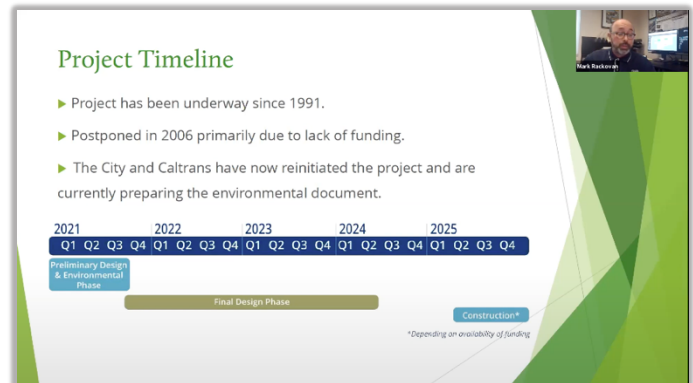 Mark Rackovan
Project Timeline
Project has been underway since 1991.
Postponed in 2006 primarily due to lack of funding.
The City and Caltrans have now reinitiated the project and are
currently preparing the environmental document.
2021 2022 2023 2024 2025
Q1 Q2 Q3 Q4 Q1 Q2 Q3 Q4 Q1 Q2 Q3 Q4 Q1 Q2 Q3 Q4 Q1 Q2 Q3 Q4
Preliminary Design
& Environmental
Phase
Final Design Phase
Construction*
*Depending on availability of funding